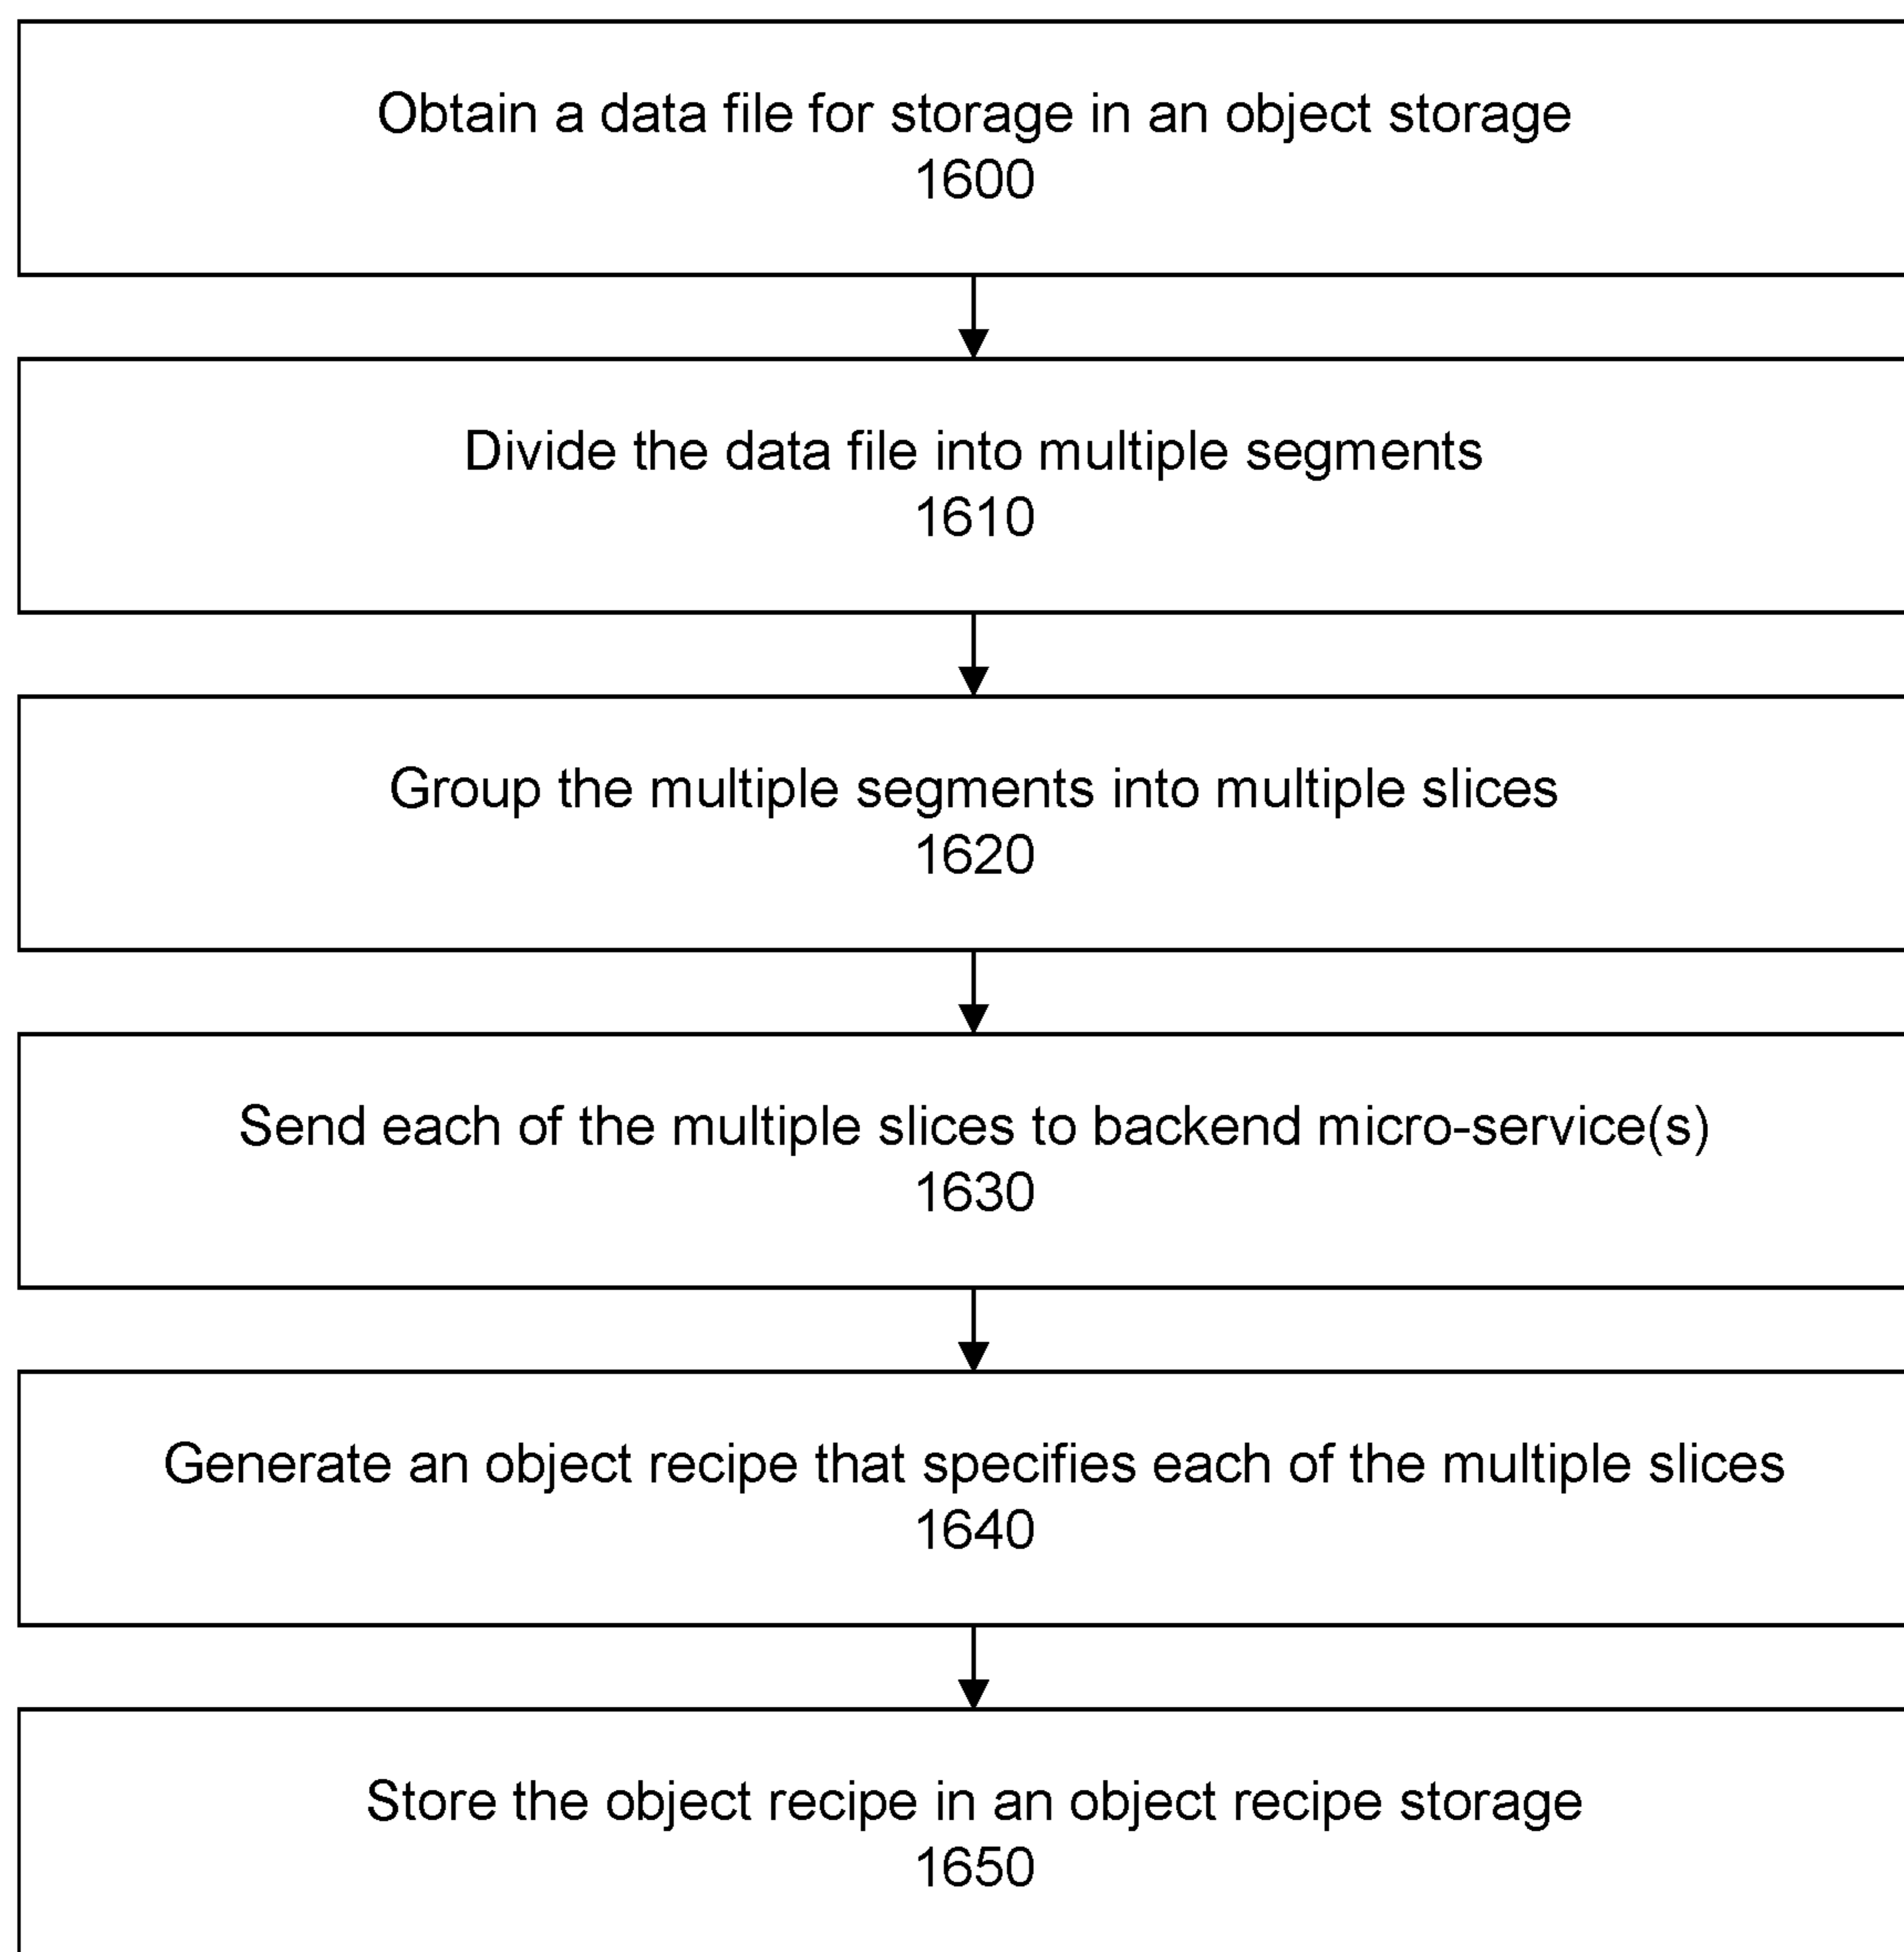 Obtain a data file for storage in an object storage
1600
Divide the data file into multiple segments
1610
Group the multiple segments into multiple slices
1620
Send each of the multiple slices to backend micro-service(s)
1630
Generate an object recipe that specifies each of the multiple slices
1640
Store the object recipe in an object recipe storage
1650